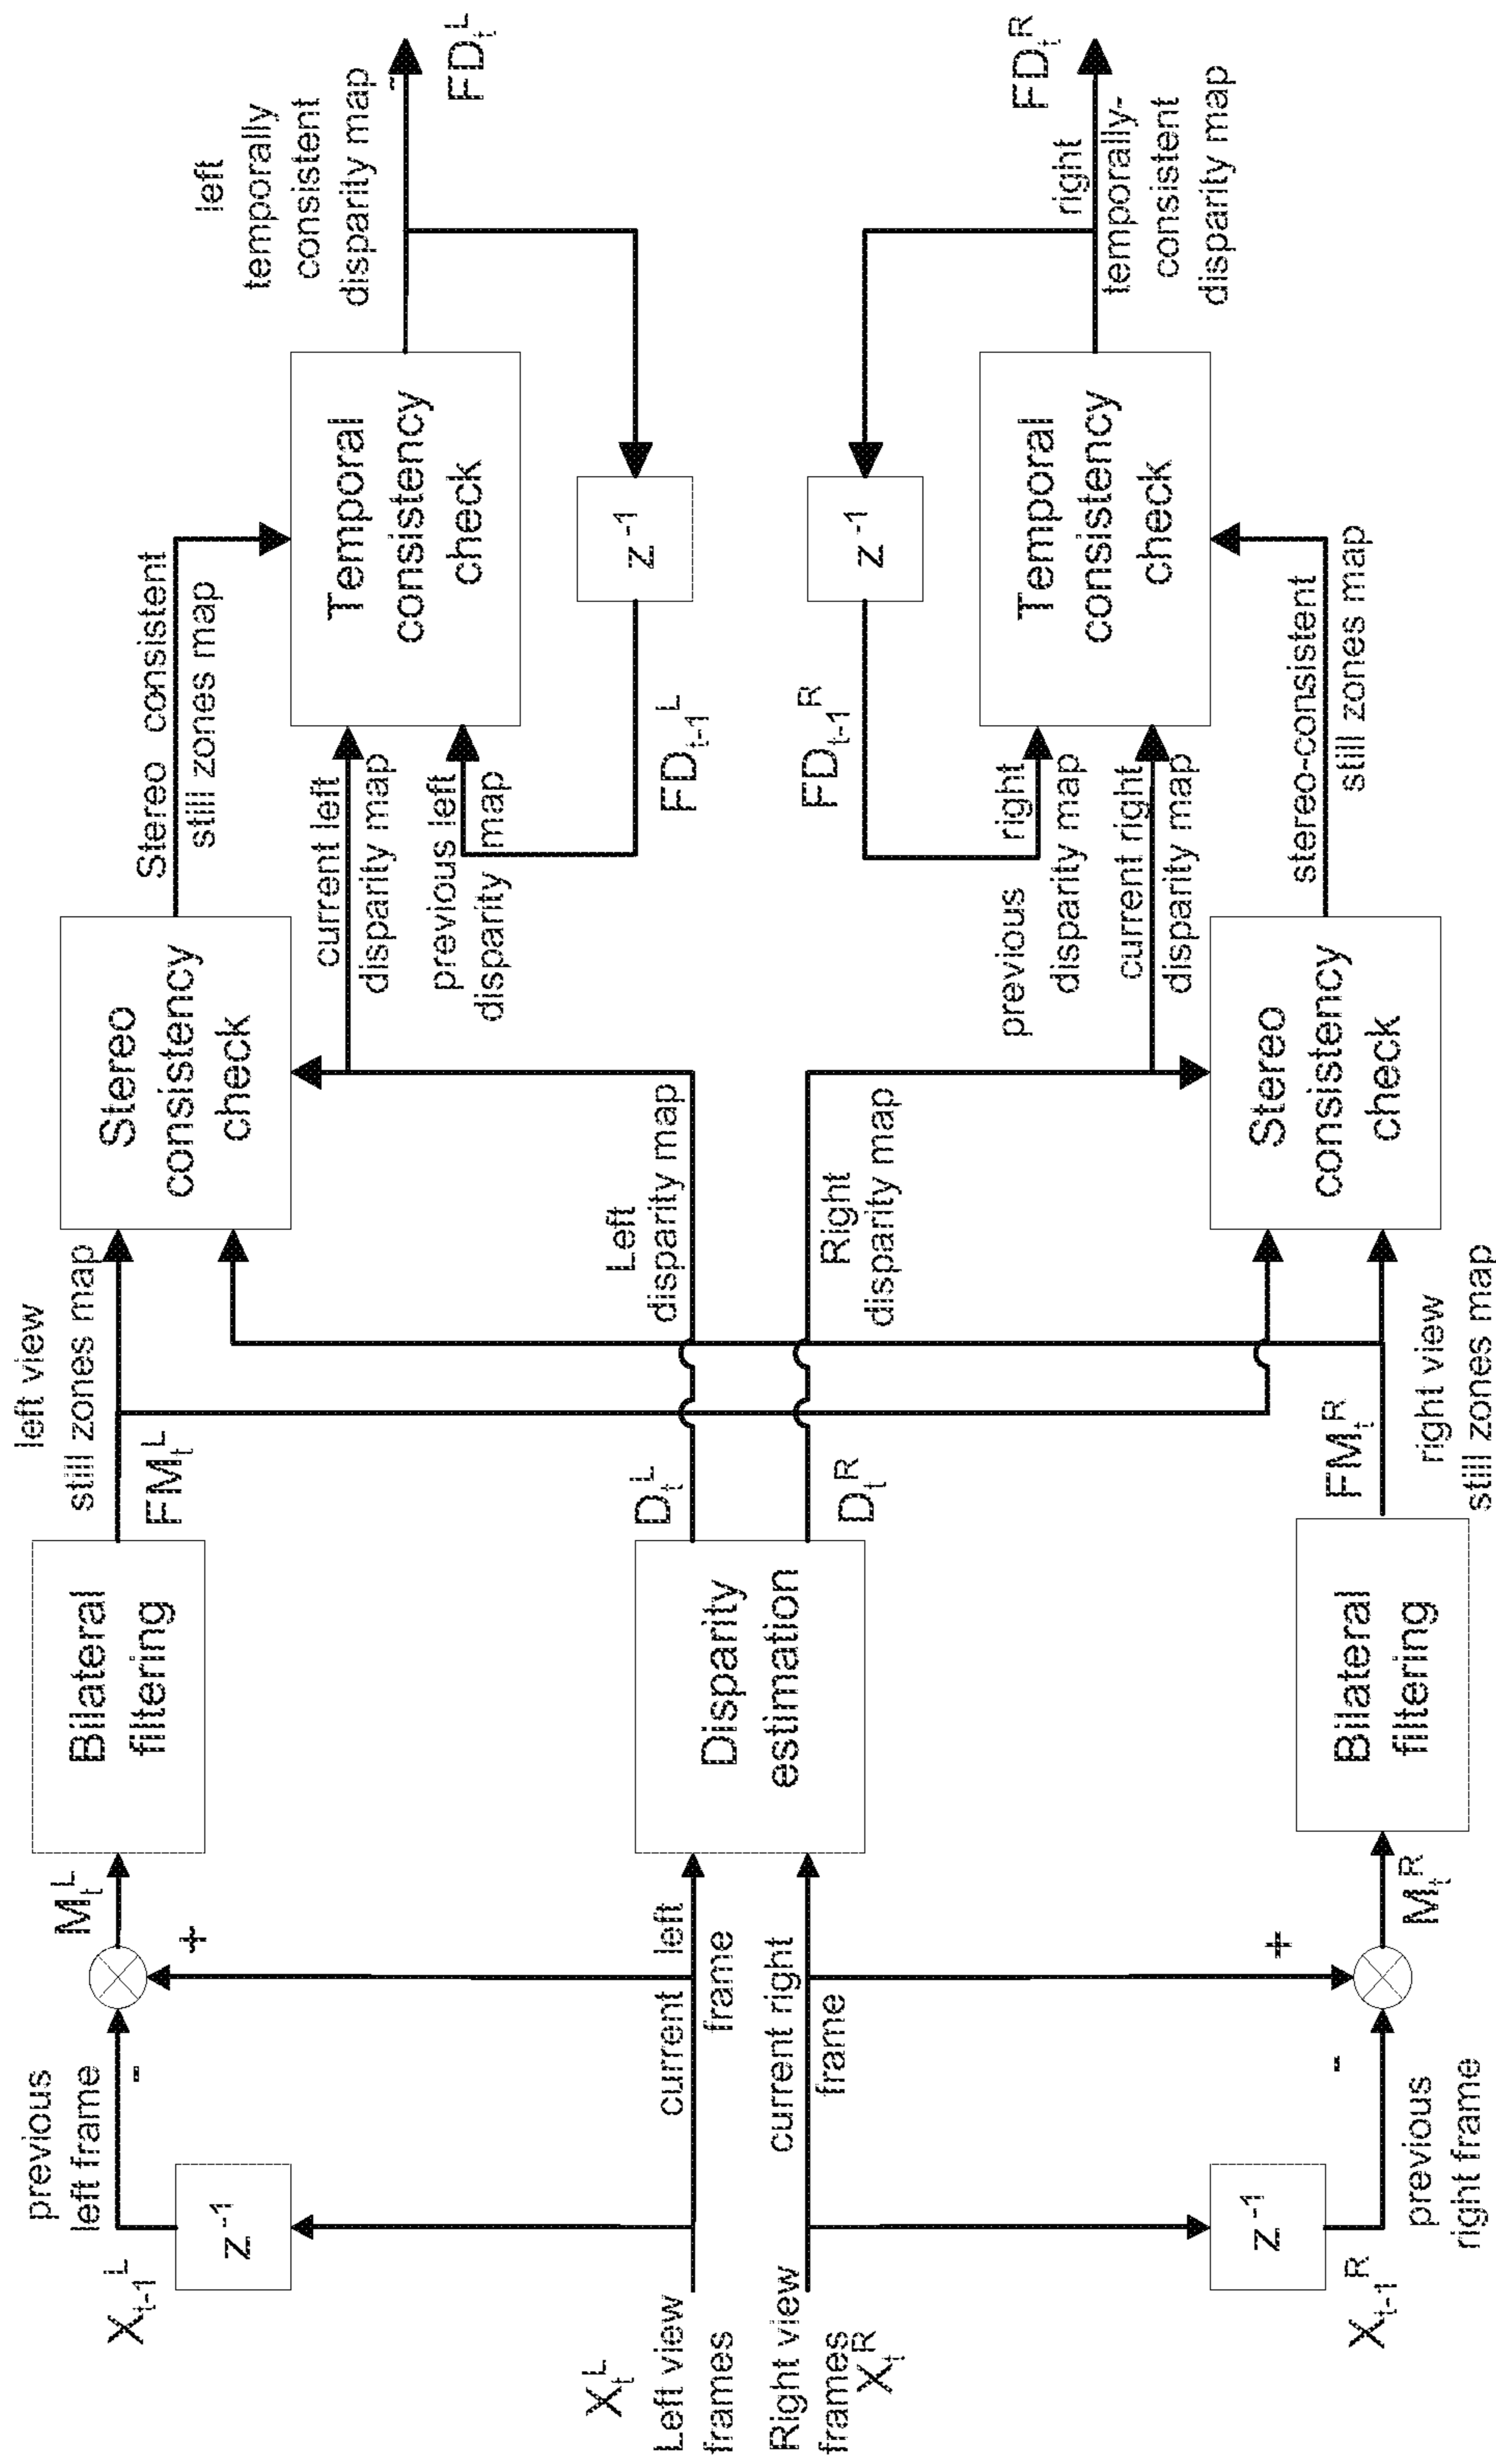 X_t^L
Left view
frames
Right view
frames
X_t^R
X_{t-1}^L
z^{-1}
previous
left frame
-
+
M_t^L
current left
frame
current right
frame
X_{t-1}^R
z^{-1}
previous
right frame
-
+
M_t^R
Bilateral
filtering
Disparity
estimation
Bilateral
filtering
left view
still zones map
FM_t^L
D_t^L
D_t^R
FM_t^R
right view
still zones map
Left
disparity map
Right
disparity map
Stereo
consistency
check
Stereo
consistency
check
Stereo consistent
still zones map
current left
disparity map
previous left
disparity map
FD_{t-1}^L
FD_{t-1}^R
previous right
disparity map disparity map
current right
disparity map disparity map
stereo-consistent
still zones map
Temporal
consistency
check
z^{-1}
z^{-1}
Temporal
consistency
check
left
temporally
consistent
disparity map
FD_t^L
FD_t^R
right
temporally-
consistent
disparity map